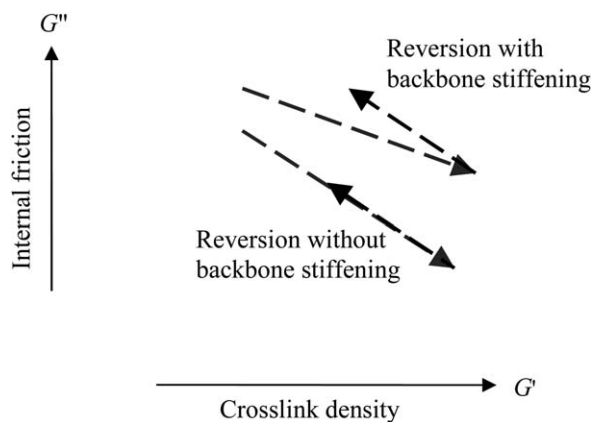 G"
Reversion with
backbone stiffening
Internal friction
Reversion without
backbone stiffening
G'
Crosslink density